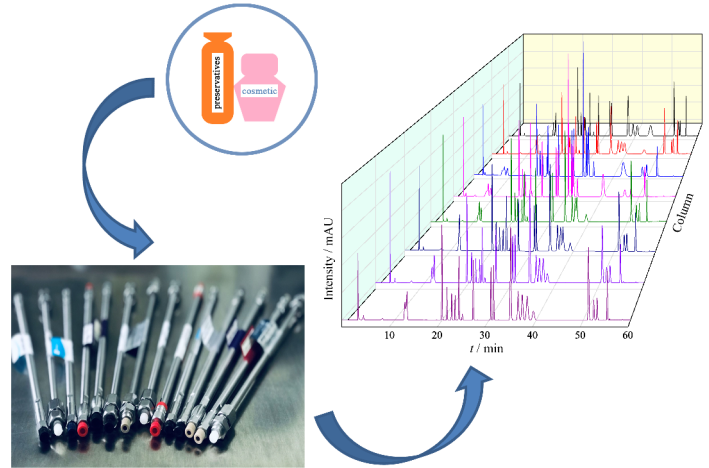 preservatives
cosmetic
Intensity / mAU
Column
10 20 30 40 50 60
t / min